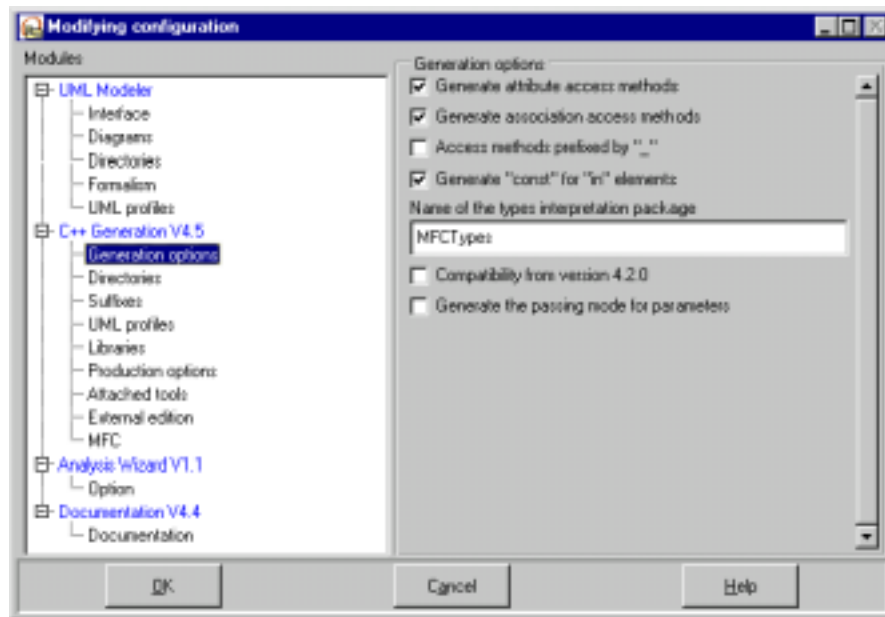 Modifying configuration
Modules
UML Modeler
Interface
Diagrams
Directories
Formalism
UML profiles
C++ Generation V4.5
Generation options
Directories
Suffixes
UML profiles
Libraries
Production options
Attached tools
External edition
MFC
Analysis Wizard V1.1
Option
Documentation V4.4
Documentation
Generation options
Generate attribute access methods
Generate association access methods
Access methods prefixed by "_"
Generate "const" for "in" elements
Name of the types interpretation package
MFCTypes
Compatibility from version 4.2.0
Generate the passing mode for parameters
OK
Cancel
Help